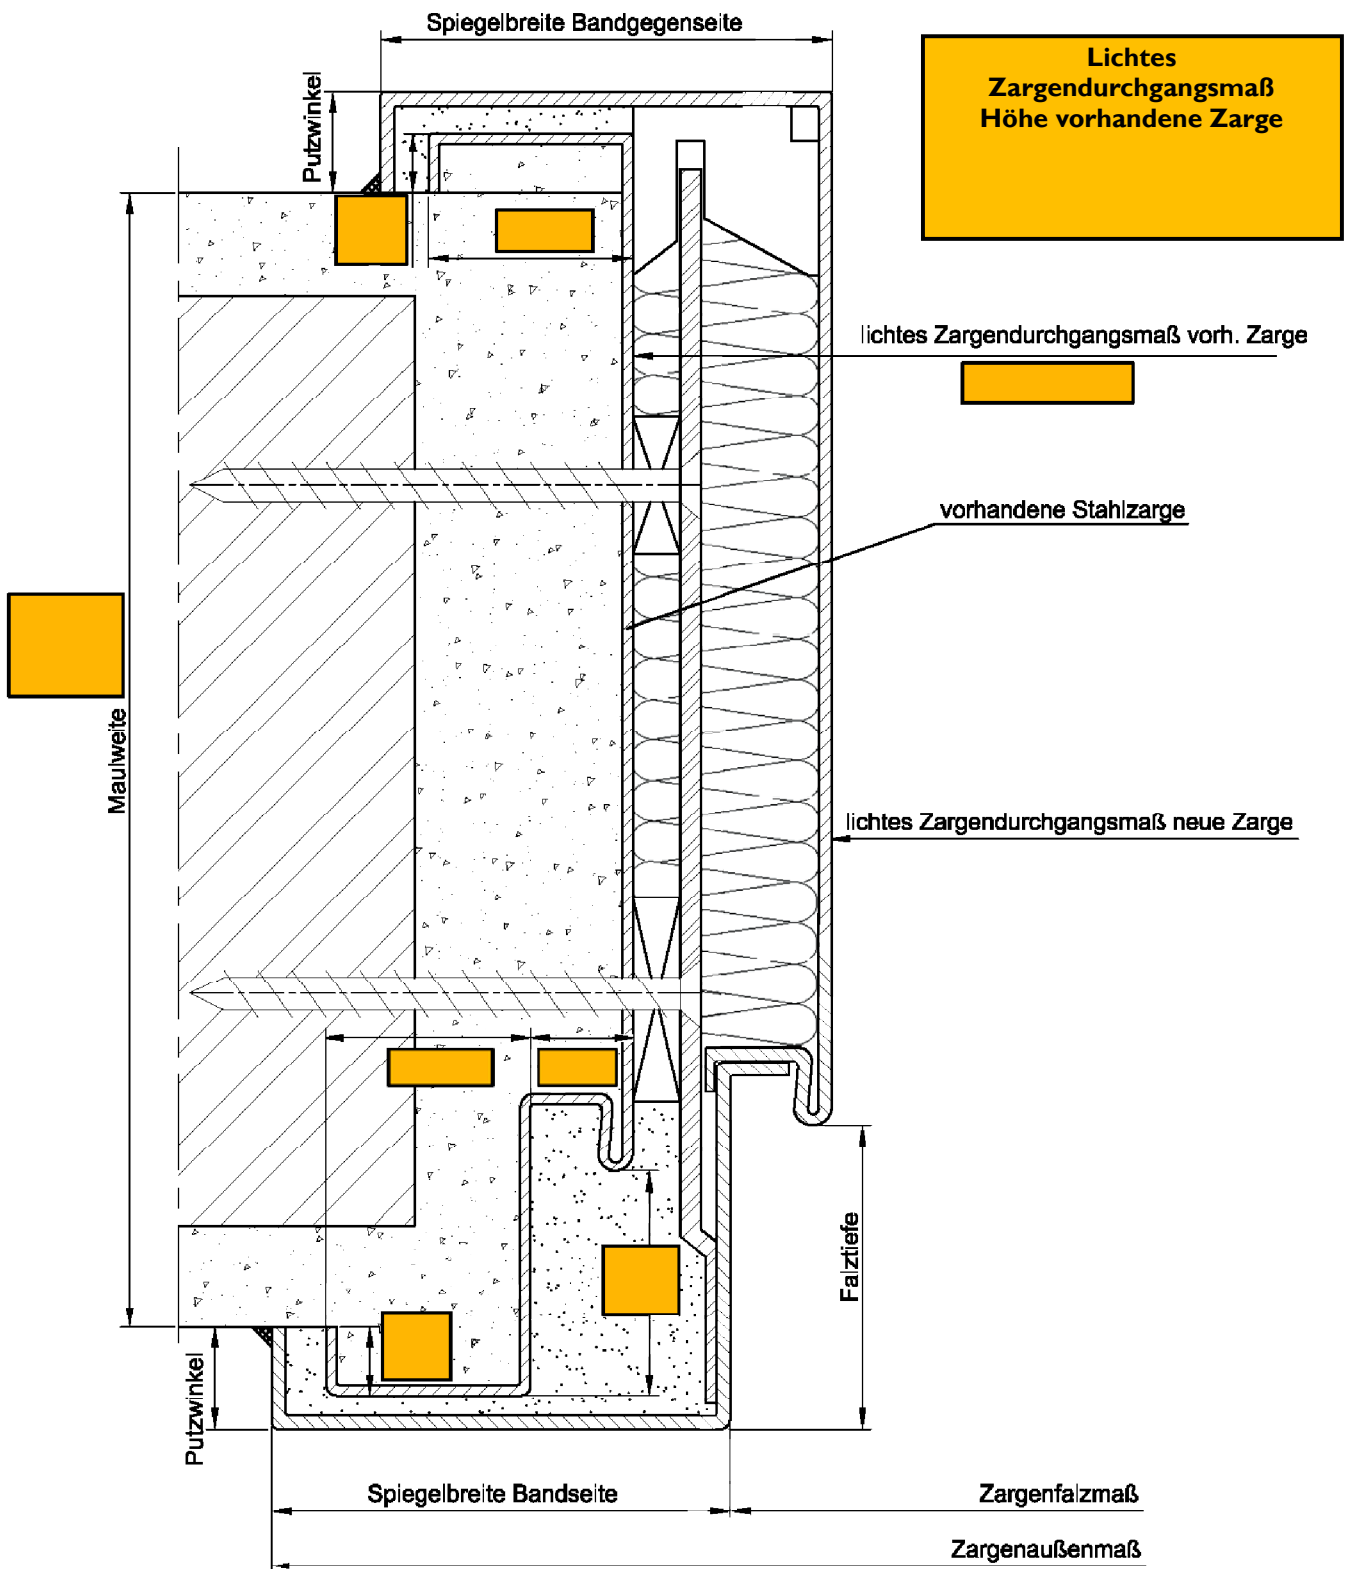 Spiegelbreite Bandgegenseite
Lichtes
Zargendurchgangsmaß
Höhe vorhandene Zarge
Putzwinkel
lichtes Zargendurchgangsmaß vorh. Zarge
vorhandene Stahlzarge
Maulweite
lichtes Zargendurchgangsmaß neue Zarge
Falztiefe
Putzwinkel
Spiegelbreite Bandseite
Zargenfalzmaß
Zargenaußenmaß